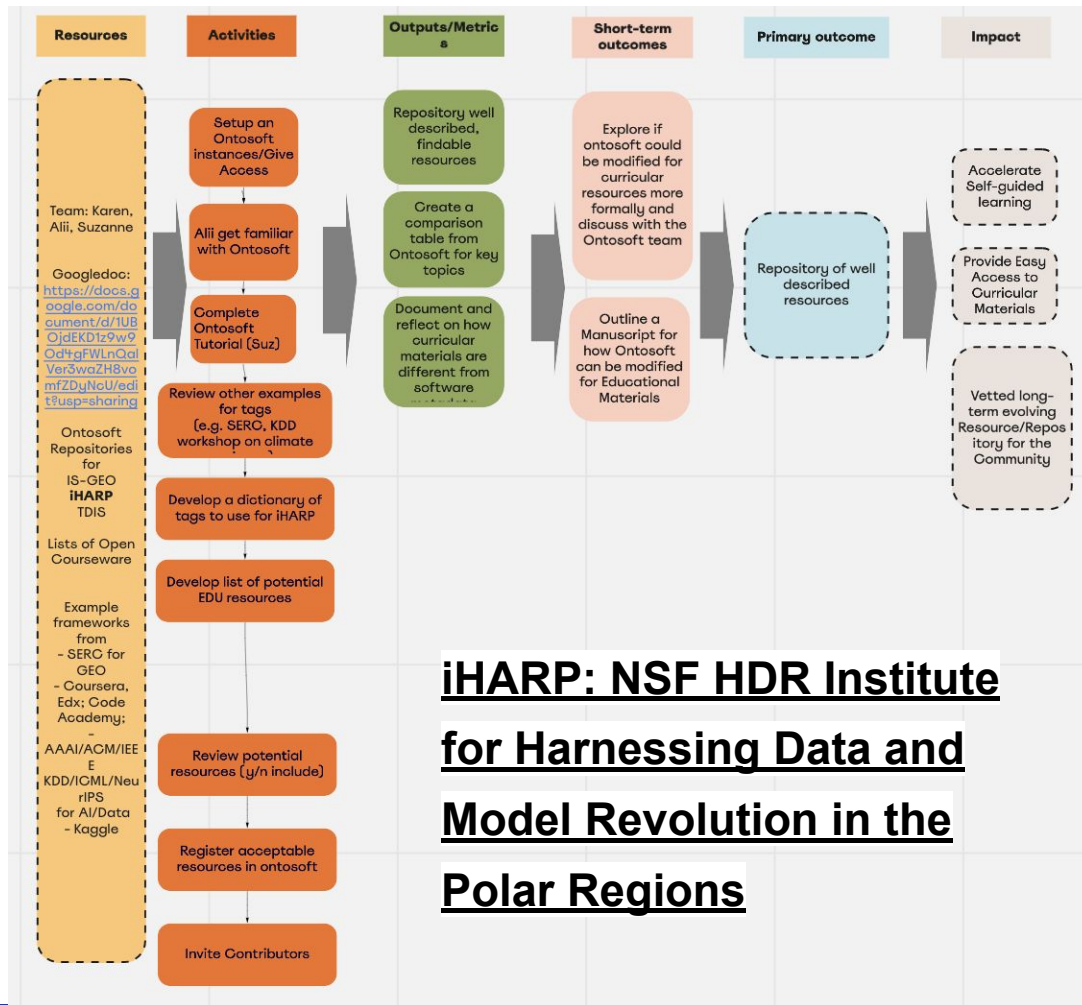 Resources
Activities
Outputs/Metric
s
Short-term
outcomes
Primary outcome
Impact
Team: Karen,
Alii, Suzanne
Googledoc:
https://docs.g
oogle.com/do
cument/d/1UB
OjdEKD1z9w9
Od4gFWLnQal
Ver3waZH8vo
mfZDyNcU/edi
t?usp=sharing
Ontosoft
Repositories
for
IS-GEO
iHARP
TDIS
Lists of Open
Courseware
Example
frameworks
from
- SERC for
GEO
- Coursera,
Edx; Code
Academy;
-
AAAI/ACM/IEE
E
KDD/ICML/Neu
rIPS
for AI/Data
- Kaggle
Setup an
Ontosoft
instances/Give
Access
Alii get familiar
with Ontosoft
Complete
Ontosoft
Tutorial (Suz)
Review other examples
for tags
(e.g. SERC, KDD
workshop on climate
Develop a dictionary of
tags to use for iHARP
Develop list of potential
EDU resources
Review potential
resources (y/n include)
Register acceptable
resources in ontosoft
Invite Contributors
Repository well
described,
findable
resources
Create a
comparison
table from
Ontosoft for key
topics
Document and
reflect on how
curricular
materials are
different from
software
Explore if
ontosoft could
be modified for
curricular
resources more
formally and
discuss with the
Ontosoft team
Outline a
Manuscript for
how Ontosoft
can be modified
for Educational
Materials
Repository of well
described
resources
Accelerate
Self-guided
learning
Provide Easy
Access to
Curricular
Materials
Vetted long-
term evolving
Resource/Repos
itory for the
Community
iHARP: NSF HDR Institute
for Harnessing Data and
Model Revolution in the
Polar Regions